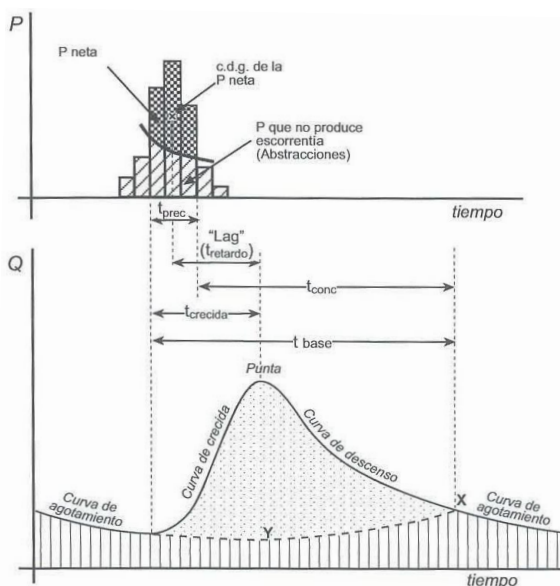 P
P neta
c.d.g. de la
P neta
P que no produce
escorrentía
(Abstracciones)
tprec
tiempo
"Lag"
(tretardo)
Q
tconc
tcrecida
t base
Punta
Curva de crecida
Curva de descenso
Curva de
agotamiento
X
Curva de
agotamiento
Y
tiempo